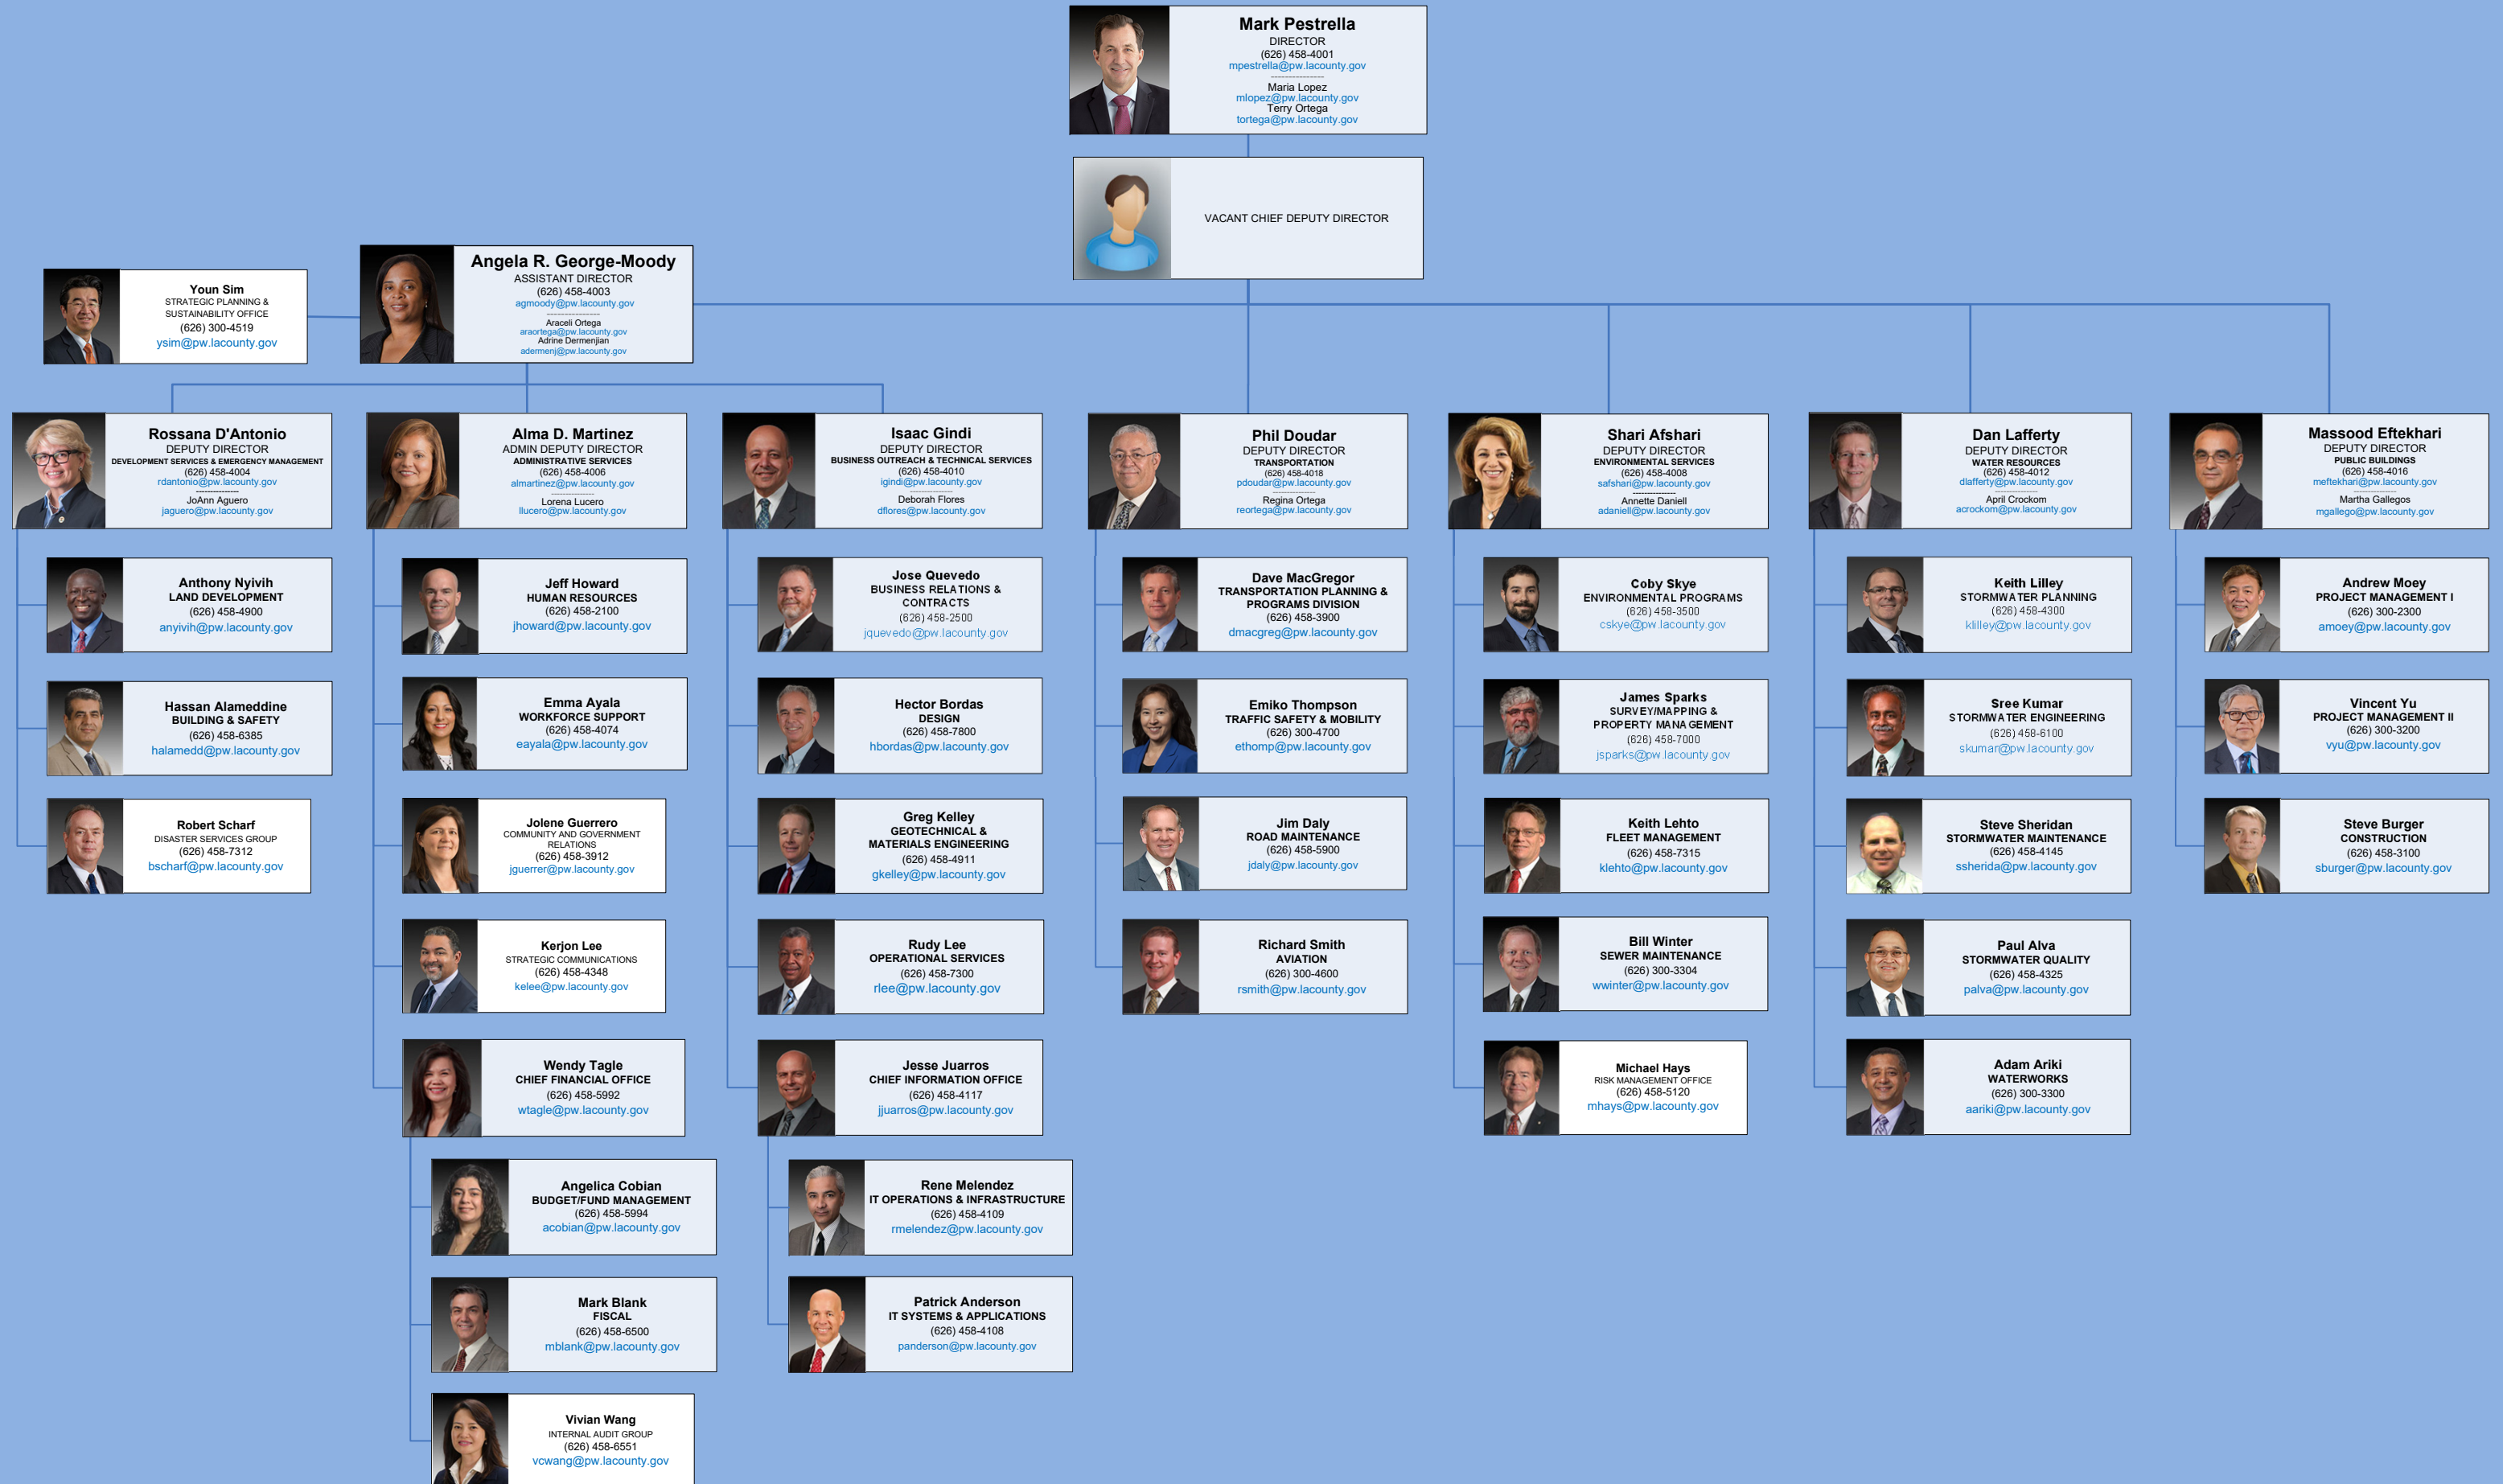 Mark Pestrella
DIRECTOR
(626) 458-4001
mpestrella@pw.lacounty.gov
---------------
Maria Lopez
mlopez@pw.lacounty.gov
Terry Ortega
tortega@pw.lacounty.gov
VACANT CHIEF DEPUTY DIRECTOR
Angela R. George-Moody
ASSISTANT DIRECTOR
(626) 458-4003
agmoody@pw.lacounty.gov
---------------
Araceli Ortega
araortega@pw.lacounty.gov
Adrine Dermenjian
adermenj@pw.lacounty.gov
Youn Sim
STRATEGIC PLANNING &
SUSTAINABILITY OFFICE
(626) 300-4519
ysim@pw.lacounty.gov
Rossana D'Antonio
DEPUTY DIRECTOR
DEVELOPMENT SERVICES & EMERGENCY MANAGEMENT
(626) 458-4004
rdantonio@pw.lacounty.gov
---------------
JoAnn Aguero
jaguero@pw.lacounty.gov
Anthony Nyivih
LAND DEVELOPMENT
(626) 458-4900
anyivih@pw.lacounty.gov
Hassan Alameddine
BUILDING & SAFETY
(626) 458-6385
halamedd@pw.lacounty.gov
Robert Scharf
DISASTER SERVICES GROUP
(626) 458-7312
bscharf@pw.lacounty.gov
Alma D. Martinez
ADMIN DEPUTY DIRECTOR
ADMINISTRATIVE SERVICES
(626) 458-4006
almartinez@pw.lacounty.gov
---------------
Lorena Lucero
llucero@pw.lacounty.gov
Jeff Howard
HUMAN RESOURCES
(626) 458-2100
jhoward@pw.lacounty.gov
Emma Ayala
WORKFORCE SUPPORT
(626) 458-4074
eayala@pw.lacounty.gov
Jolene Guerrero
COMMUNITY AND GOVERNMENT
RELATIONS
(626) 458-3912
jguerrer@pw.lacounty.gov
Kerjon Lee
STRATEGIC COMMUNICATIONS
(626) 458-4348
kelee@pw.lacounty.gov
Wendy Tagle
CHIEF FINANCIAL OFFICE
(626) 458-5992
wtagle@pw.lacounty.gov
Angelica Cobian
BUDGET/FUND MANAGEMENT
(626) 458-5994
acobian@pw.lacounty.gov
Mark Blank
FISCAL
(626) 458-6500
mblank@pw.lacounty.gov
Vivian Wang
INTERNAL AUDIT GROUP
(626) 458-6551
vcwang@pw.lacounty.gov
Isaac Gindi
DEPUTY DIRECTOR
BUSINESS OUTREACH & TECHNICAL SERVICES
(626) 458-4010
igindi@pw.lacounty.gov
---------------
Deborah Flores
dflores@pw.lacounty.gov
Jose Quevedo
BUSINESS RELATIONS &
CONTRACTS
(626) 458-2500
jquevedo@pw.lacounty.gov
Hector Bordas
DESIGN
(626) 458-7800
hbordas@pw.lacounty.gov
Greg Kelley
GEOTECHNICAL &
MATERIALS ENGINEERING
(626) 458-4911
gkelley@pw.lacounty.gov
Rudy Lee
OPERATIONAL SERVICES
(626) 458-7300
rlee@pw.lacounty.gov
Jesse Juarros
CHIEF INFORMATION OFFICE
(626) 458-4117
jjuarros@pw.lacounty.gov
Rene Melendez
IT OPERATIONS & INFRASTRUCTURE
(626) 458-4109
rmelendez@pw.lacounty.gov
Patrick Anderson
IT SYSTEMS & APPLICATIONS
(626) 458-4108
panderson@pw.lacounty.gov
Phil Doudar
DEPUTY DIRECTOR
TRANSPORTATION
(626) 458-4018
pdoudar@pw.lacounty.gov
---------------
Regina Ortega
reortega@pw.lacounty.gov
Dave MacGregor
TRANSPORTATION PLANNING &
PROGRAMS DIVISION
(626) 458-3900
dmacgreg@pw.lacounty.gov
Emiko Thompson
TRAFFIC SAFETY & MOBILITY
(626) 300-4700
ethomp@pw.lacounty.gov
Jim Daly
ROAD MAINTENANCE
(626) 458-5900
jdaly@pw.lacounty.gov
Richard Smith
AVIATION
(626) 300-4600
rsmith@pw.lacounty.gov
Shari Afshari
DEPUTY DIRECTOR
ENVIRONMENTAL SERVICES
(626) 458-4008
safshari@pw.lacounty.gov
---------------
Annette Daniell
adaniell@pw.lacounty.gov
Coby Skye
ENVIRONMENTAL PROGRAMS
(626) 458-3500
cskye@pw.lacounty.gov
James Sparks
SURVEY/MAPPING &
PROPERTY MANAGEMENT
(626) 458-7000
jsparks@pw.lacounty.gov
Keith Lehto
FLEET MANAGEMENT
(626) 458-7315
klehto@pw.lacounty.gov
Bill Winter
SEWER MAINTENANCE
(626) 300-3304
wwinter@pw.lacounty.gov
Michael Hays
RISK MANAGEMENT OFFICE
(626) 458-5120
mhays@pw.lacounty.gov
Dan Lafferty
DEPUTY DIRECTOR
WATER RESOURCES
(626) 458-4012
dlafferty@pw.lacounty.gov
---------------
April Crockom
acrockom@pw.lacounty.gov
Keith Lilley
STORMWATER PLANNING
(626) 458-4300
klilley@pw.lacounty.gov
Sree Kumar
STORMWATER ENGINEERING
(626) 458-6100
skumar@pw.lacounty.gov
Steve Sheridan
STORMWATER MAINTENANCE
(626) 458-4145
ssherida@pw.lacounty.gov
Paul Alva
STORMWATER QUALITY
(626) 458-4325
palva@pw.lacounty.gov
Adam Ariki
WATERWORKS
(626) 300-3300
aariki@pw.lacounty.gov
Massood Eftekhari
DEPUTY DIRECTOR
PUBLIC BUILDINGS
(626) 458-4016
meftekhari@pw.lacounty.gov
---------------
Martha Gallegos
mgallego@pw.lacounty.gov
Andrew Moey
PROJECT MANAGEMENT I
(626) 300-2300
amoey@pw.lacounty.gov
Vincent Yu
PROJECT MANAGEMENT II
(626) 300-3200
vyu@pw.lacounty.gov
Steve Burger
CONSTRUCTION
(626) 458-3100
sburger@pw.lacounty.gov